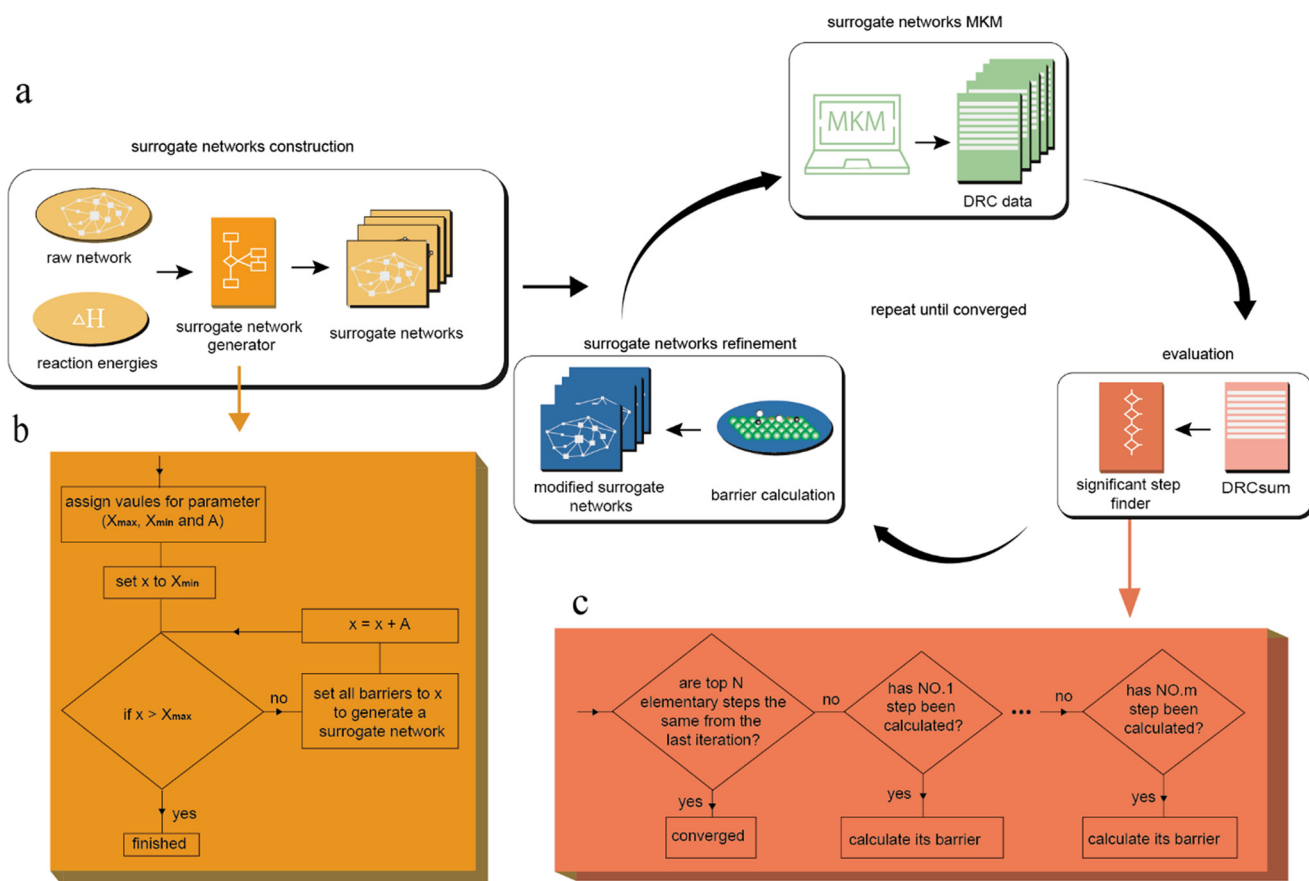 surrogate networks MKM
a
MKM
DRC data
surrogate networks construction
raw network
ΔH
reaction energies
surrogate network
generator
surrogate networks
repeat until converged
surrogate networks refinement
modified surrogate
networks
barrier calculation
evaluation
significant step
finder
DRCsum
b
assign vaules for parameter
(Xmax, Xmin and A)
set x to Xmin
x = x + A
if x > Xmax
no
set all barriers to x
to generate a
surrogate network
yes
finished
c
are top N
elementary steps the
same from the
last iteration?
no
has NO.1
step been
calculated?
•••
no
has NO.m
step been
calculated?
yes
converged
yes
calculate its barrier
yes
calculate its barrier